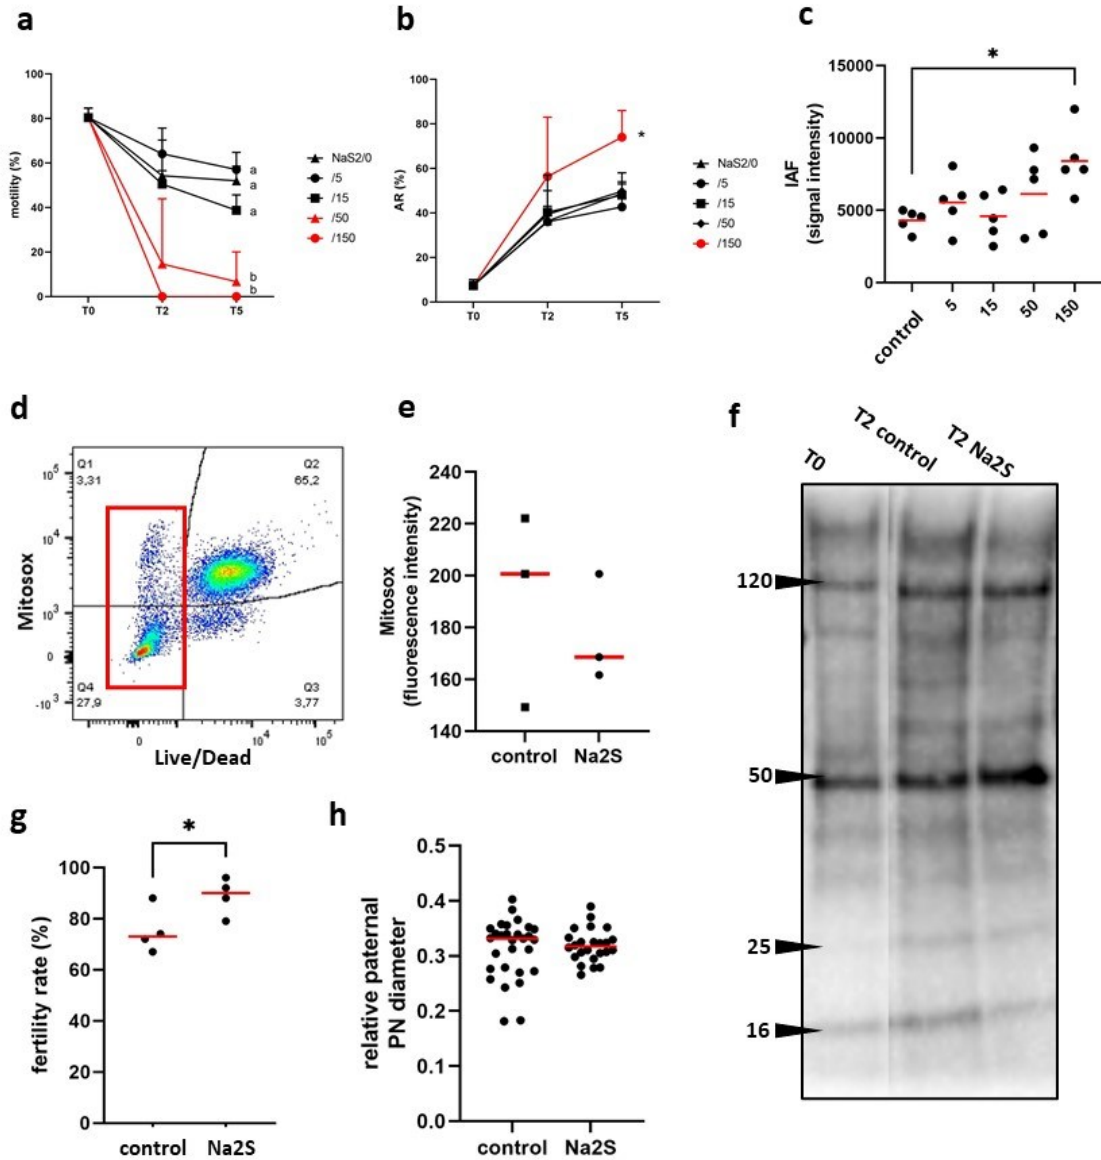 a
100
80
60
40
20
0
motility (%)
T0
T2
T5
a
a
a
b
b
NaS2/0
/5
/15
/50
/150
b
100
80
60
40
20
0
AR (%)
T0
T2
T5
*
NaS2/0
/5
/15
/50
/150
c
15000
10000
5000
0
IAF
(signal intensity)
*
control
5
15
50
150
d
Q1
3,31
Q2
65,2
Q4
27,9
Q3
3,77
10^5
10^4
10^3
0
-10^3
Mitosox
0
10^4
10^5
Live/Dead
e
240
220
200
180
160
140
Mitosox
(fluorescence intensity)
control
Na2S
f
T0
T2 control
T2 Na2S
120
50
25
16
g
100
80
60
40
20
0
fertility rate (%)
*
control
Na2S
h
0.5
0.4
0.3
0.2
0.1
0.0
relative paternal
PN diameter
control
Na2S